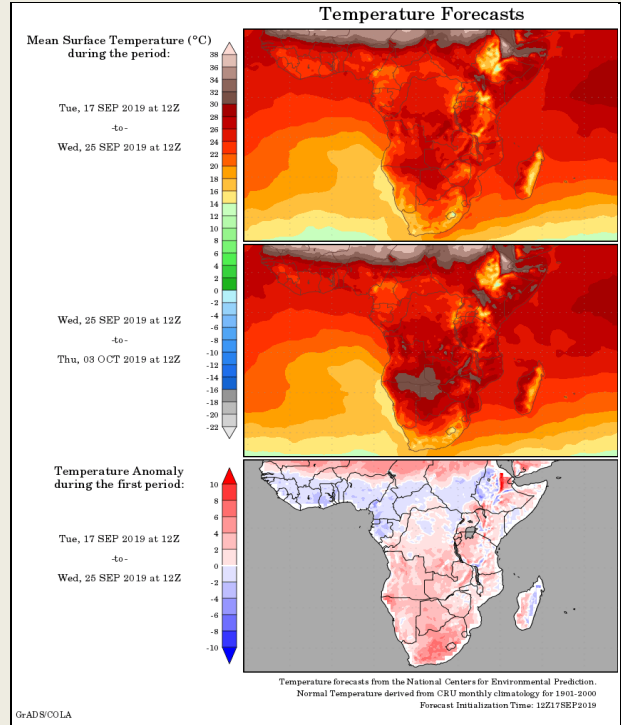 Temperature Forecasts
Mean Surface Temperature (°C)
during the period:
Tue, 17 SEP 2019 at 12Z
-to-
Wed, 25 SEP 2019 at 12Z
38
36
34
32
30
28
26
24
22
20
18
16
14
12
10
8
6
4
2
0
-2
-4
-6
-8
-10
-12
-14
-16
-18
-20
-22
Wed, 25 SEP 2019 at 12Z
-to-
Thu, 03 OCT 2019 at 12Z
Temperature Anomaly
during the first period:
Tue, 17 SEP 2019 at 12Z
-to-
Wed, 25 SEP 2019 at 12Z
10
8
6
4
2
0
-2
-4
-6
-8
-10
Temperature forecasts from the National Centers for Environmental Prediction.
Normal Temperature derived from CRU monthly climatology for 1901-2000
Forecast Initialization Time: 12Z17SEP2019
GrADS/COLA